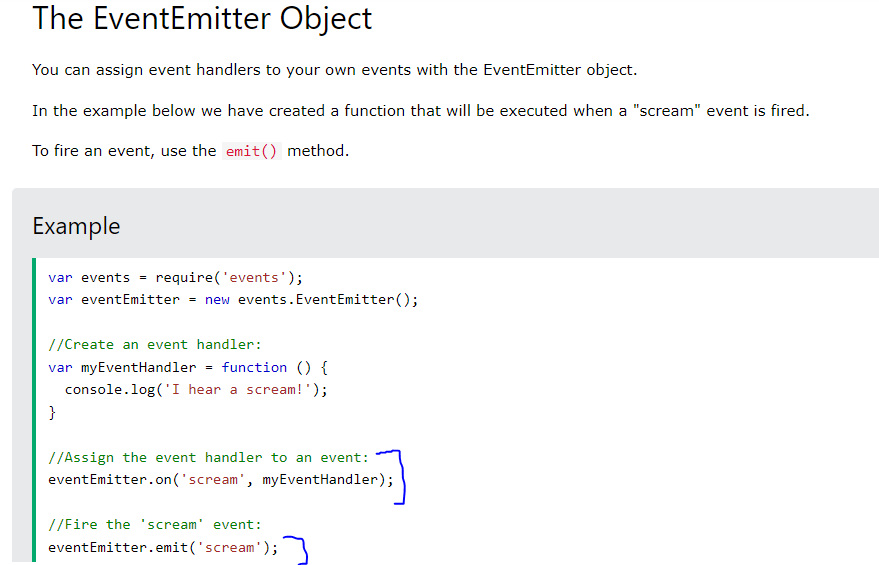 The EventEmitter Object
You can assign event handlers to your own events with the EventEmitter object.
In the example below we have created a function that will be executed when a "scream" event is fired.
To fire an event, use the emit() method.
Example
var events = require('events');
var eventEmitter = new events.EventEmitter();
//Create an event handler:
var myEventHandler = function () {
  console.log('I hear a scream!');
}
//Assign the event handler to an event:
eventEmitter.on('scream', myEventHandler);
//Fire the 'scream' event:
eventEmitter.emit('scream');